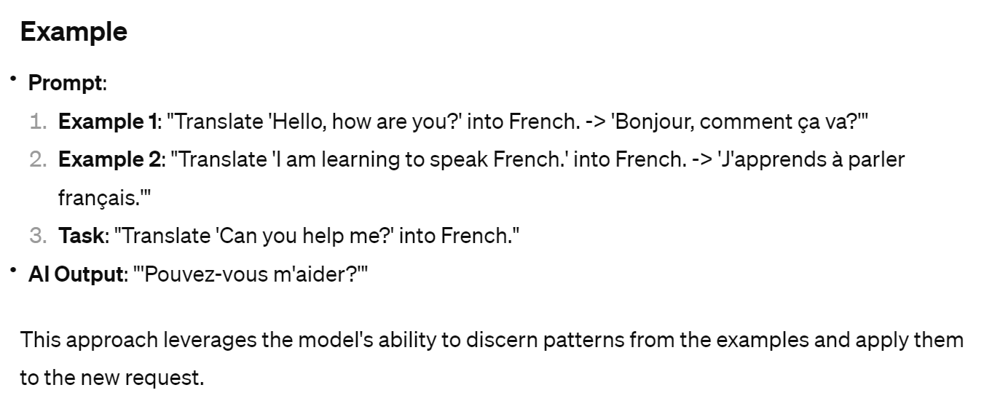 Example
• Prompt:
1. Example 1: "Translate 'Hello, how are you?' into French. -> 'Bonjour, comment ça va?'"
2. Example 2: "Translate 'I am learning to speak French.' into French. -> 'J'apprends à parler
français.'"
3. Task: "Translate 'Can you help me?' into French."
• AI Output: "'Pouvez-vous m'aider?'"
This approach leverages the model's ability to discern patterns from the examples and apply them
to the new request.